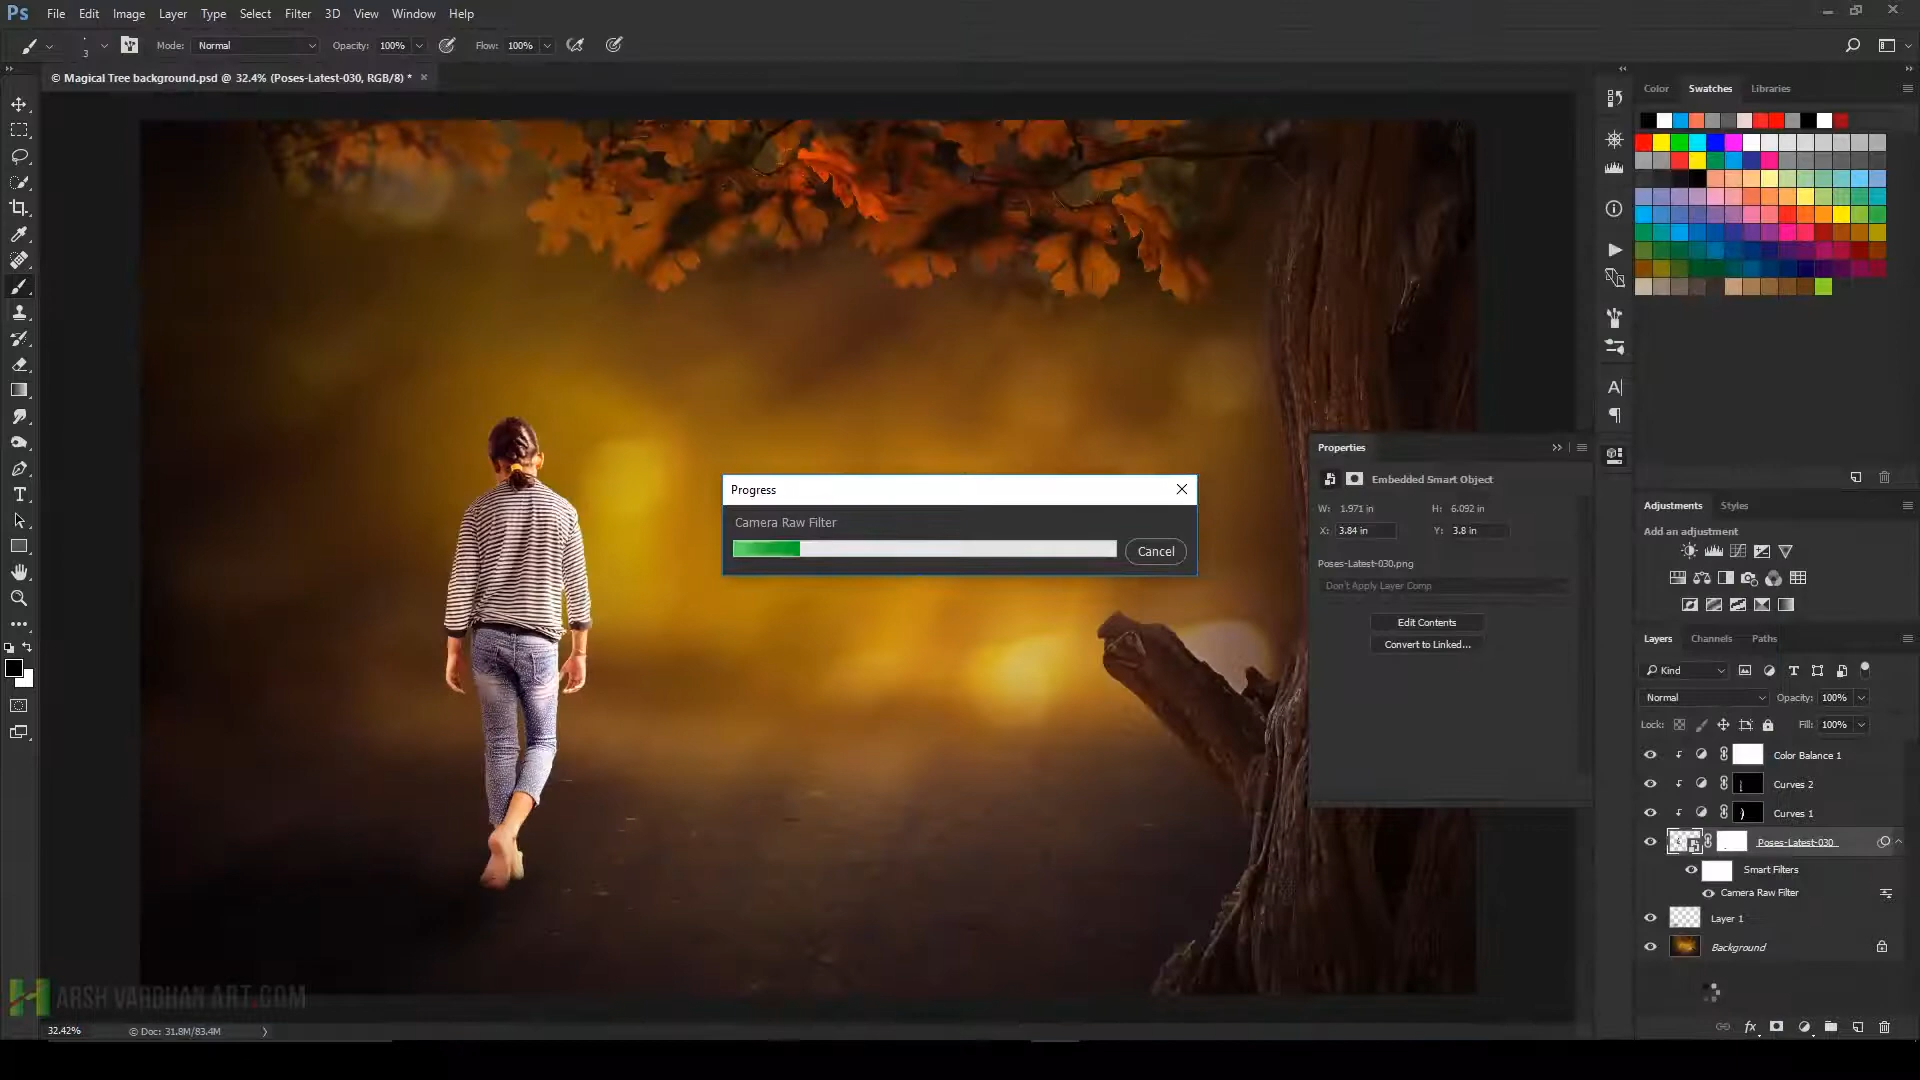 Ps File Edit Image Layer Type Select Filter 3D View Window Help
3 Mode: Normal Opacity: 100% Flow: 100%
© Magical Tree background.psd @ 32.4% (Poses-Latest-030, RGB/8) *
Color Swatches Libraries
Properties
Embedded Smart Object
W: 1.971 in H: 6.092 in
X: 3.84 in Y: 3.8 in
Poses-Latest-030.png
Don't Apply Layer Comp
Edit Contents
Convert to Linked...
Progress
Camera Raw Filter
Cancel
Adjustments Styles
Add an adjustment
Layers Channels Paths
Kind
Normal Opacity: 100%
Lock: Fill: 100%
Color Balance 1
Curves 2
Curves 1
Poses-Latest-030
Smart Filters
Camera Raw Filter
Layer 1
Background
HARSH VARDHAN ART.COM
32.42% © Doc: 31.8M/83.4M